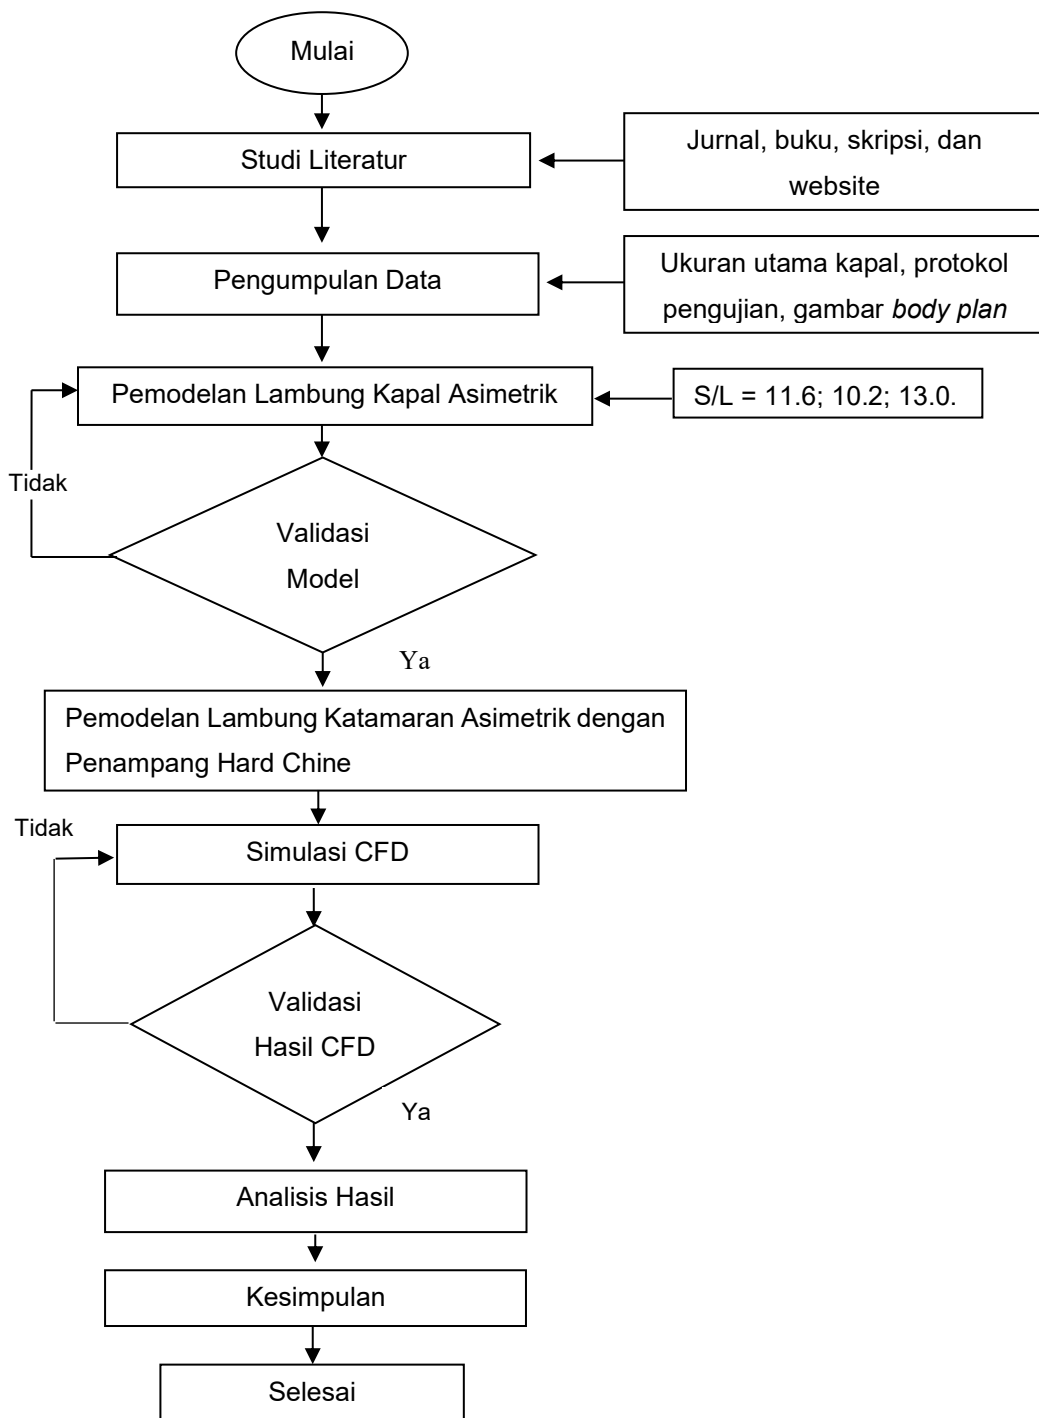 Mulai
Studi Literatur
Jurnal, buku, skripsi, dan
website
Pengumpulan Data
Ukuran utama kapal, protokol
pengujian, gambar body plan
Pemodelan Lambung Kapal Asimetrik
S/L = 11.6; 10.2; 13.0.
Tidak
Validasi
Model
Ya
Pemodelan Lambung Katamaran Asimetrik dengan
Penampang Hard Chine
Tidak
Simulasi CFD
Validasi
Hasil CFD
Ya
Analisis Hasil
Kesimpulan
Selesai